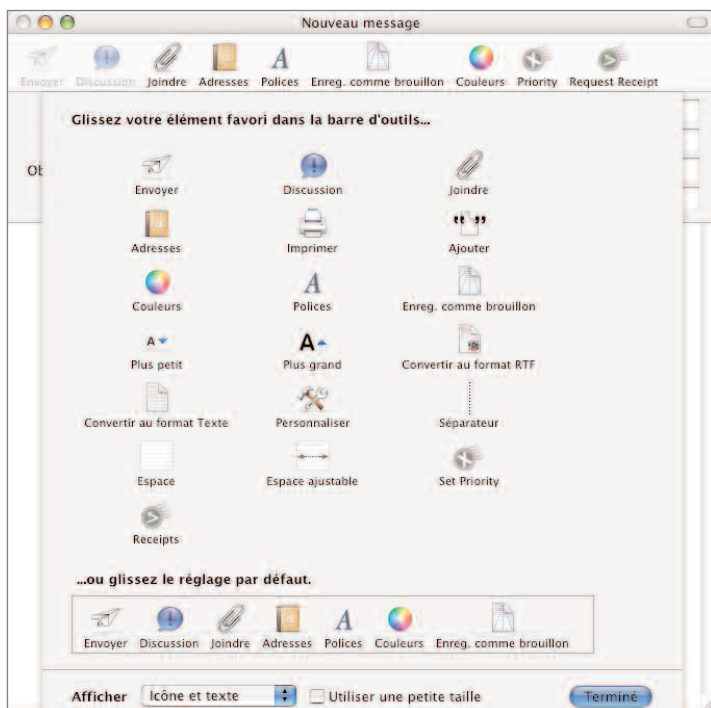 Nouveau message
Envoyer Discussion Joindre Adresses Polices Enreg. comme brouillon Couleurs Priority Request Receipt
Glissez votre élément favori dans la barre d'outils...
Ob
Envoyer Discussion Joindre
Adresses Imprimer Ajouter
Couleurs Polices Enreg. comme brouillon
Plus petit Plus grand Convertir au format RTF
Convertir au format Texte Personnaliser Séparateur
Espace Espace ajustable Set Priority
Receipts
...ou glissez le réglage par défaut.
Envoyer Discussion Joindre Adresses Polices Couleurs Enreg. comme brouillon
Afficher Icône et texte Utiliser une petite taille Terminé